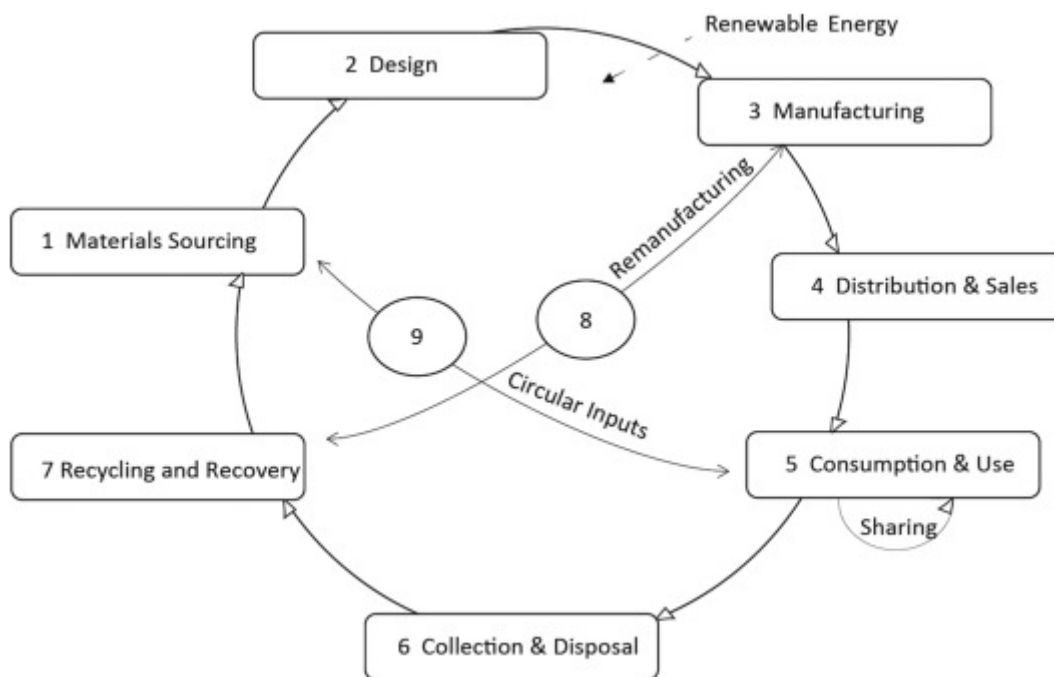 Renewable Energy
2 Design
3 Manufacturing
Remanufacturing
1 Materials Sourcing
4 Distribution & Sales
8
9
Circular Inputs
7 Recycling and Recovery
5 Consumption & Use
Sharing
6 Collection & Disposal